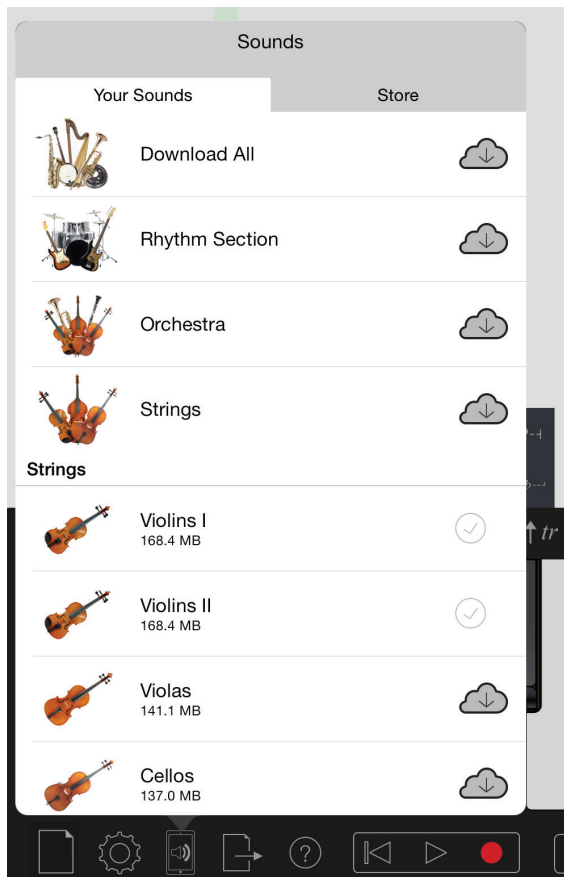 Sounds
Your Sounds
Store
Download All
Rhythm Section
Orchestra
Strings
Strings
Violins I
168.4 MB
Violins II
168.4 MB
Violas
141.1 MB
Cellos
137.0 MB
tr
?